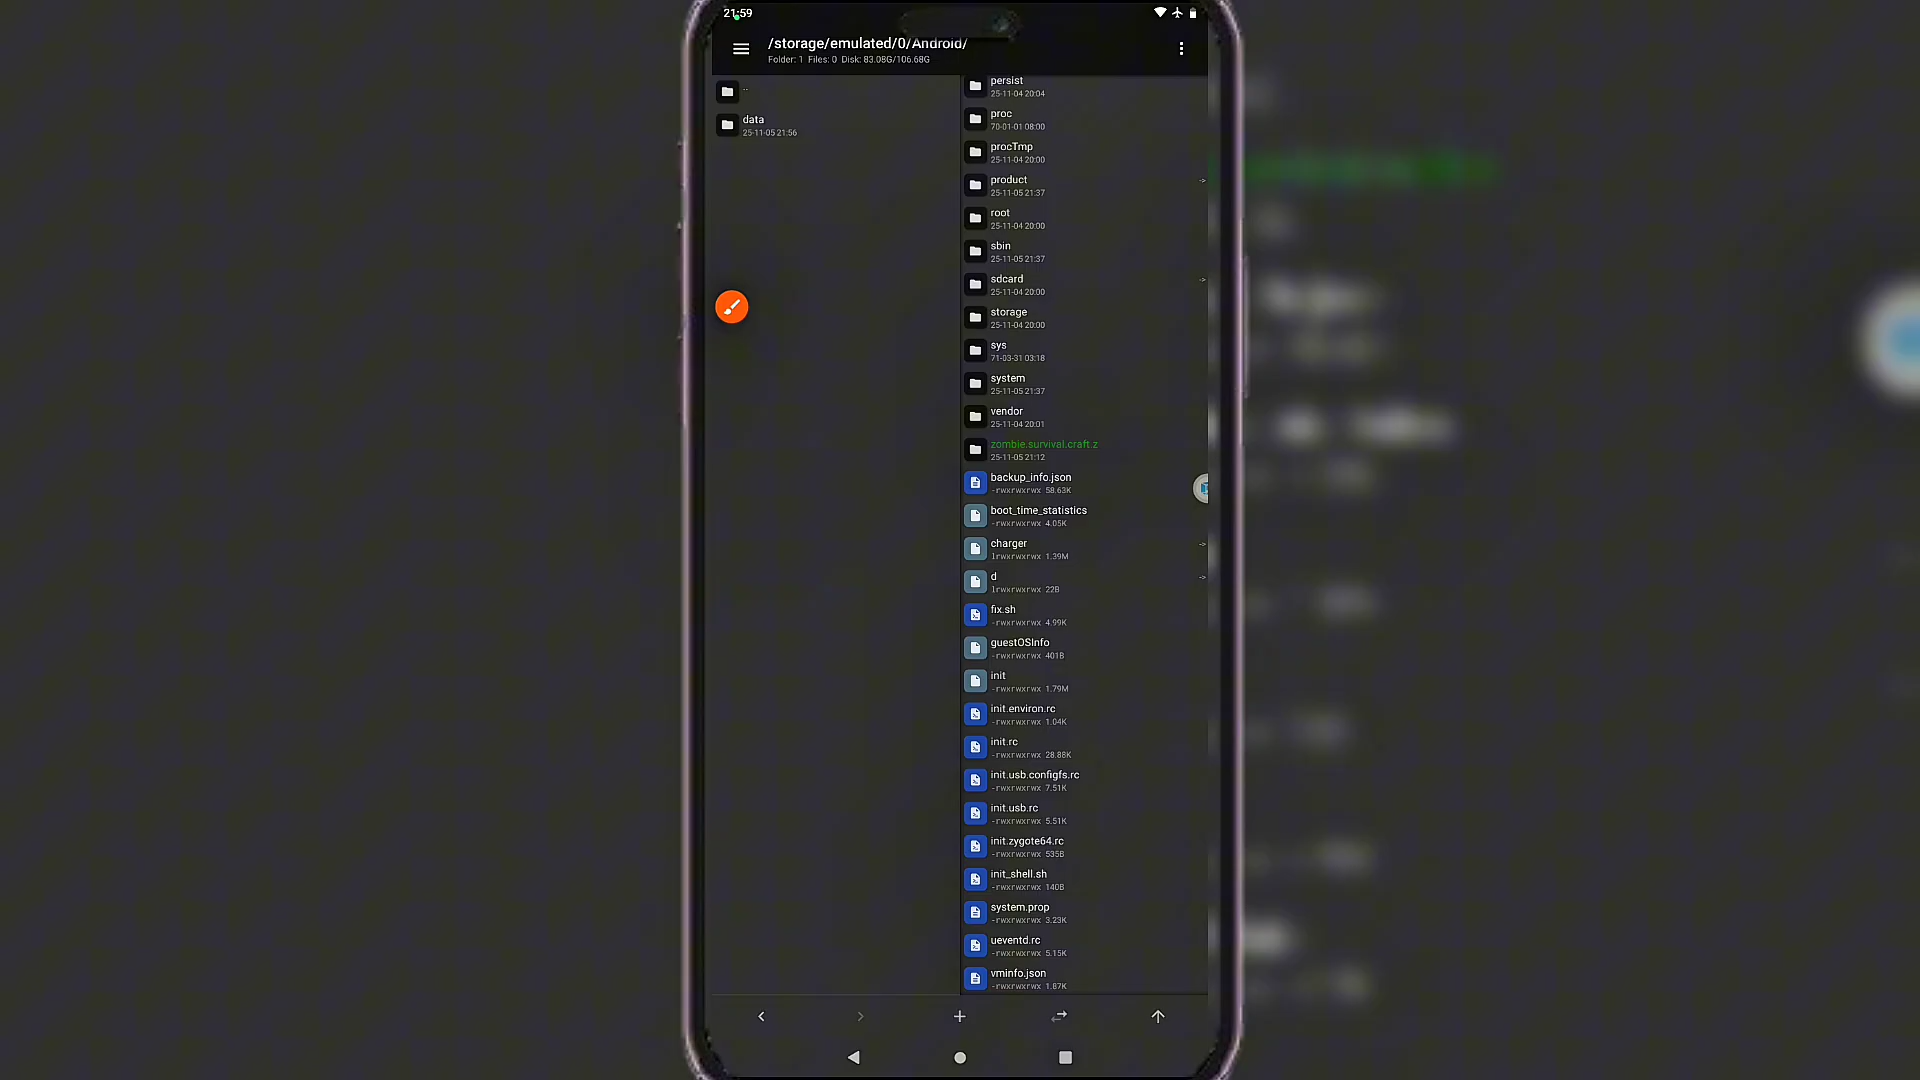 21:59
/storage/emulated/0/Android/
Folder: 1 Files: 0 Disk: 83.08G/106.68G
..
data
25-11-05 21:56
persist
25-11-04 20:04
proc
70-01-01 08:00
procTmp
25-11-04 20:00
product
25-11-05 21:37
->
root
25-11-04 20:00
sbin
25-11-05 21:37
sdcard
25-11-04 20:00
->
storage
25-11-04 20:00
sys
71-03-31 03:18
system
25-11-05 21:37
vendor
25-11-04 20:01
zombie.survival.craft.z
25-11-05 21:12
backup_info.json
-rwxrwxrwx 58.63K
boot_time_statistics
-rwxrwxrwx 4.05K
charger
lrwxrwxrwx 1.39M
->
d
lrwxrwxrwx 22B
->
fix.sh
-rwxrwxrwx 4.99K
guestOSInfo
-rwxrwxrwx 401B
init
-rwxrwxrwx 1.79M
init.environ.rc
-rwxrwxrwx 1.04K
init.rc
-rwxrwxrwx 28.88K
init.usb.configfs.rc
-rwxrwxrwx 7.51K
init.usb.rc
-rwxrwxrwx 5.51K
init.zygote64.rc
-rwxrwxrwx 535B
init_shell.sh
-rwxrwxrwx 140B
system.prop
-rwxrwxrwx 3.23K
ueventd.rc
-rwxrwxrwx 5.15K
vminfo.json
-rwxrwxrwx 1.87K